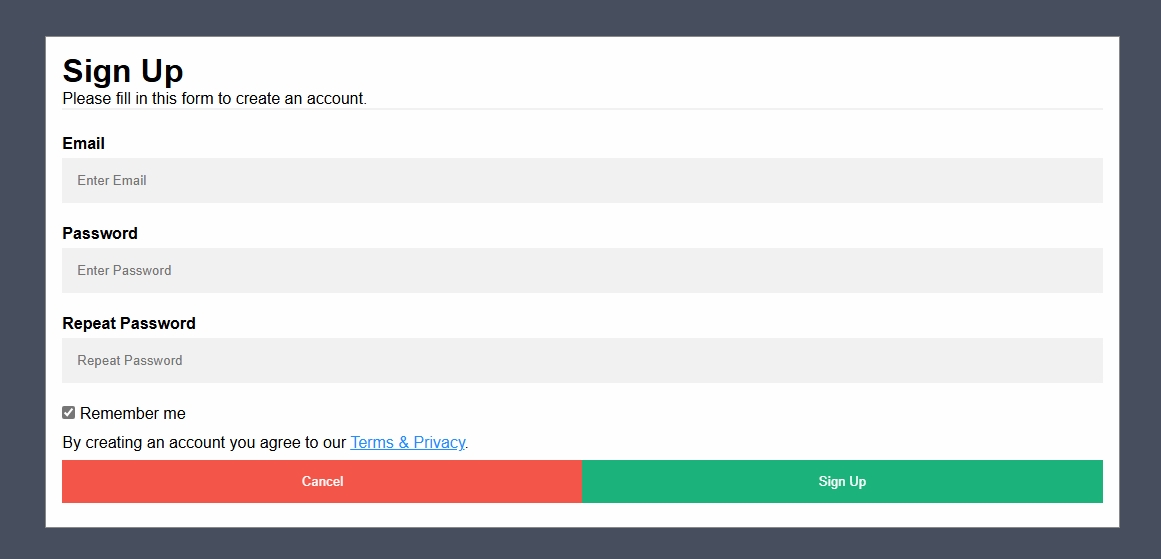 Sign Up
Please fill in this form to create an account.
Email
Enter Email
Password
Enter Password
Repeat Password
Repeat Password
Remember me
By creating an account you agree to our Terms & Privacy.
Cancel Sign Up